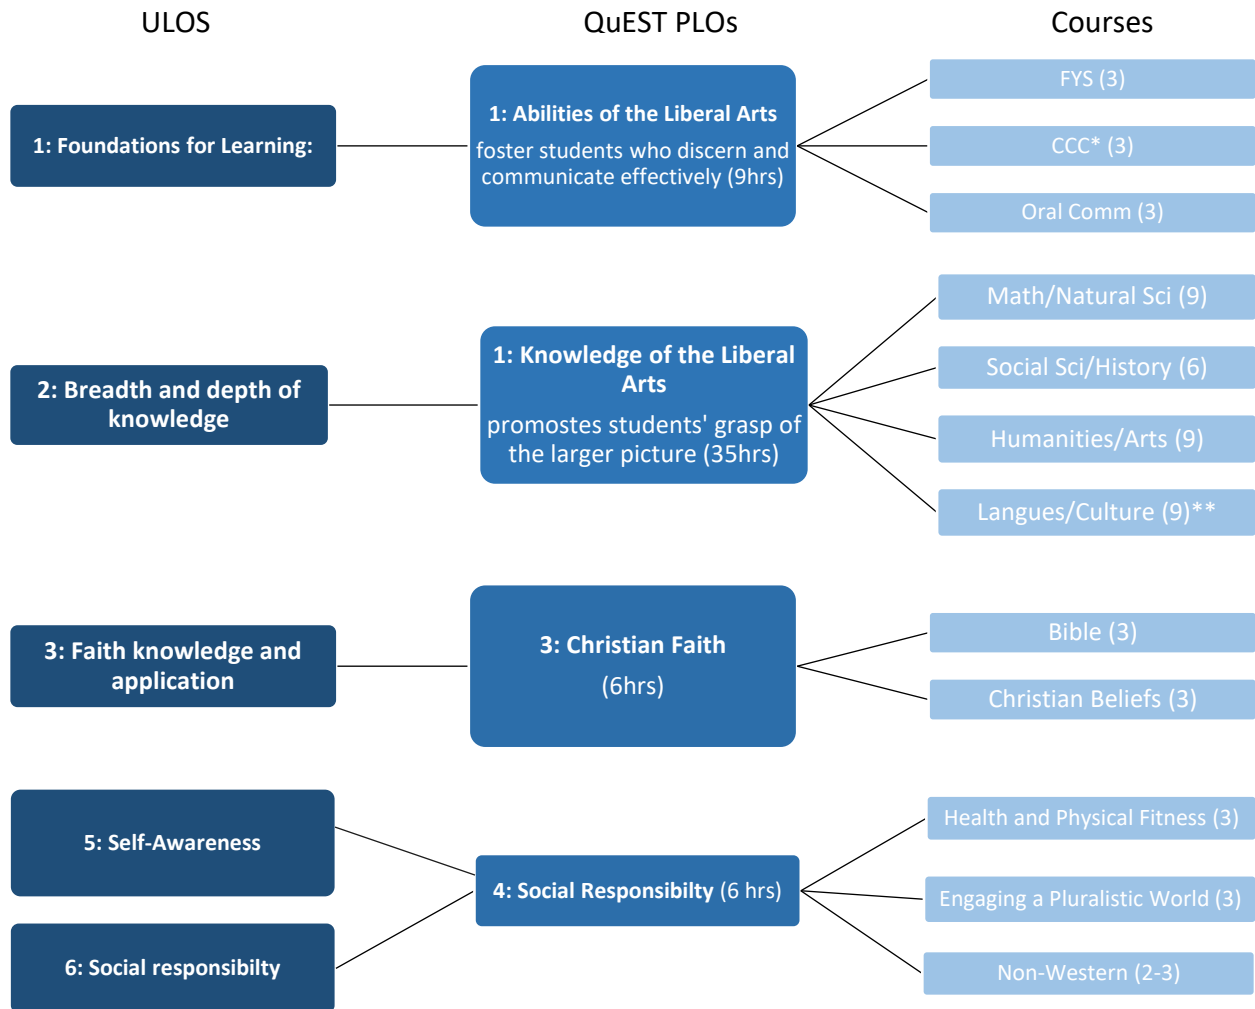 ULOS
QuEST PLOs
Courses
1: Foundations for Learning:
1: Abilities of the Liberal Arts
foster students who discern and
communicate effectively (9hrs)
FYS (3)
CCC* (3)
Oral Comm (3)
2: Breadth and depth of
knowledge
1: Knowledge of the Liberal
Arts
promostes students' grasp of
the larger picture (35hrs)
Math/Natural Sci (9)
Social Sci/History (6)
Humanities/Arts (9)
Langues/Culture (9)**
3: Faith knowledge and
application
3: Christian Faith
(6hrs)
Bible (3)
Christian Beliefs (3)
5: Self-Awareness
6: Social responsibilty
4: Social Responsibilty (6 hrs)
Health and Physical Fitness (3)
Engaging a Pluralistic World (3)
Non-Western (2-3)